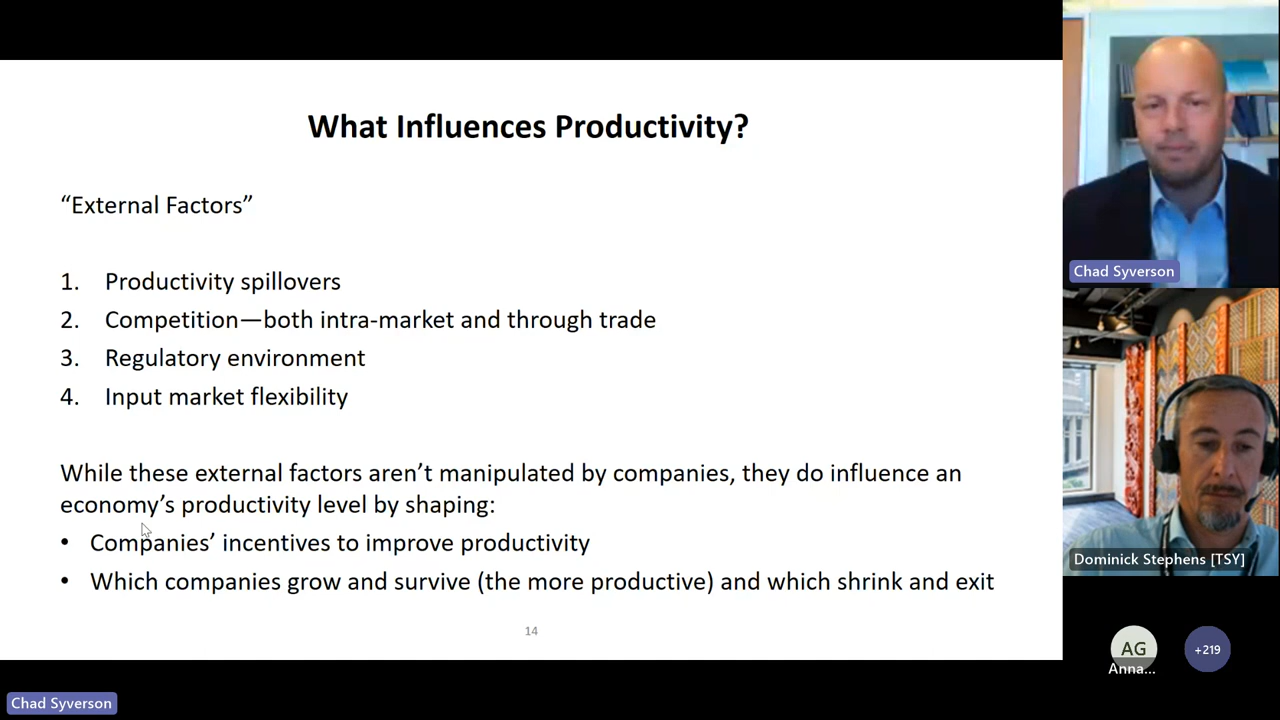 What Influences Productivity?
“External Factors”
1. Productivity spillovers
2. Competition—both intra-market and through trade
3. Regulatory environment
4. Input market flexibility
While these external factors aren’t manipulated by companies, they do influence an
economy’s productivity level by shaping:
• Companies’ incentives to improve productivity
• Which companies grow and survive (the more productive) and which shrink and exit
14
Chad Syverson
Chad Syverson
Dominick Stephens [TSY]
AG
Anna...
+219